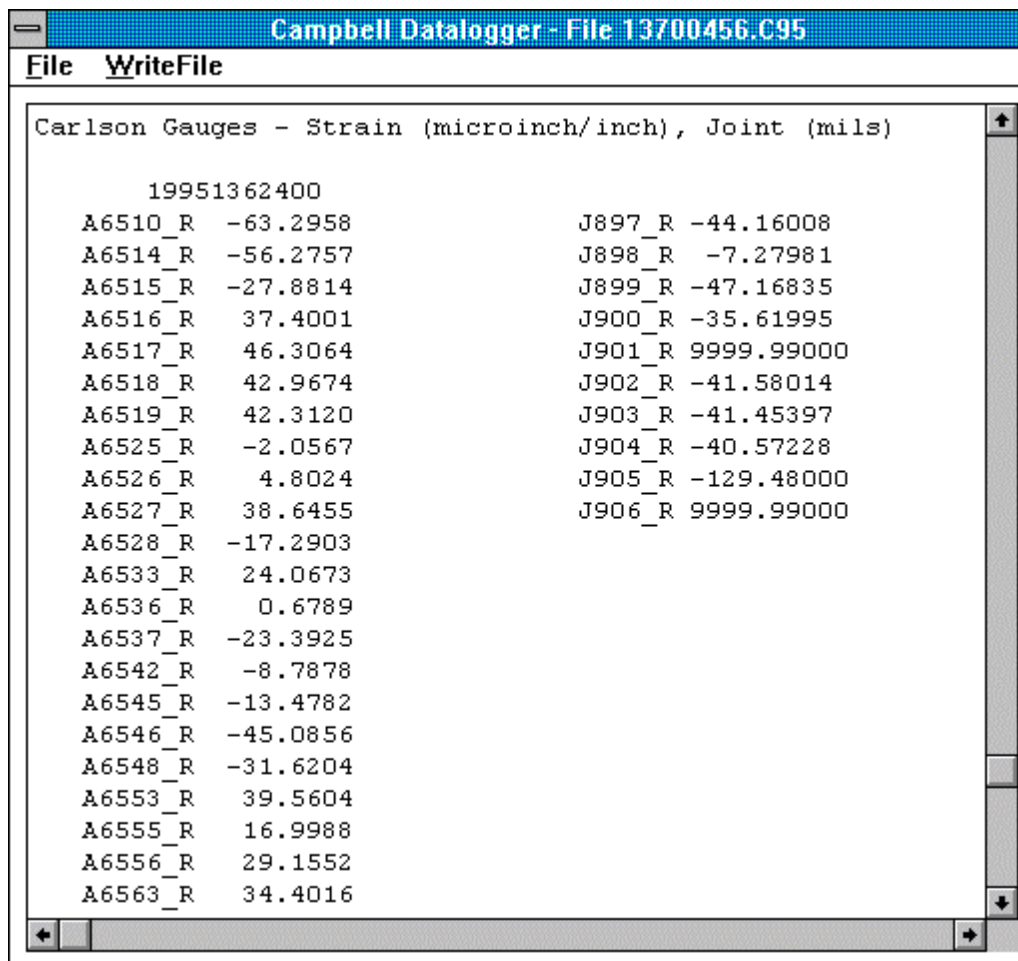 Campbell Datalogger - File 13700456.C95
File WriteFile
Carlson Gauges - Strain (microinch/inch), Joint (mils)
19951362400
A6510_R -63.2958 J897_R -44.16008
A6514_R -56.2757 J898_R -7.27981
A6515_R -27.8814 J899_R -47.16835
A6516_R 37.4001 J900_R -35.61995
A6517_R 46.3064 J901_R 9999.99000
A6518_R 42.9674 J902_R -41.58014
A6519_R 42.3120 J903_R -41.45397
A6525_R -2.0567 J904_R -40.57228
A6526_R 4.8024 J905_R -129.48000
A6527_R 38.6455 J906_R 9999.99000
A6528_R -17.2903
A6533_R 24.0673
A6536_R 0.6789
A6537_R -23.3925
A6542_R -8.7878
A6545_R -13.4782
A6546_R -45.0856
A6548_R -31.6204
A6553_R 39.5604
A6555_R 16.9988
A6556_R 29.1552
A6563_R 34.4016